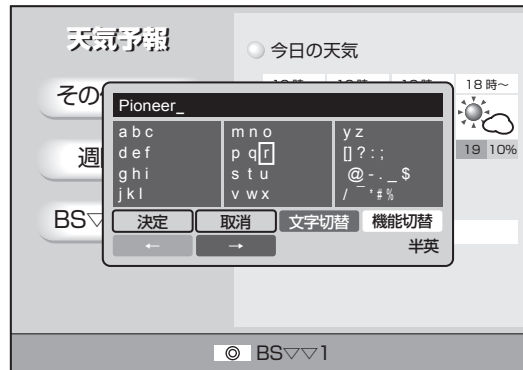 天気予報
今日の天気
その
18時〜
週
19 10%
BS▽
Pioneer_
a b c
d e f
g h i
j k l
m n o
p q r
s t u
v w x
y z
[] ? : ;
@ - . _ $
/ ‾ ' * # %
決定 取消 文字切替 機能切替
← → 半英
◎ BS▽▽1